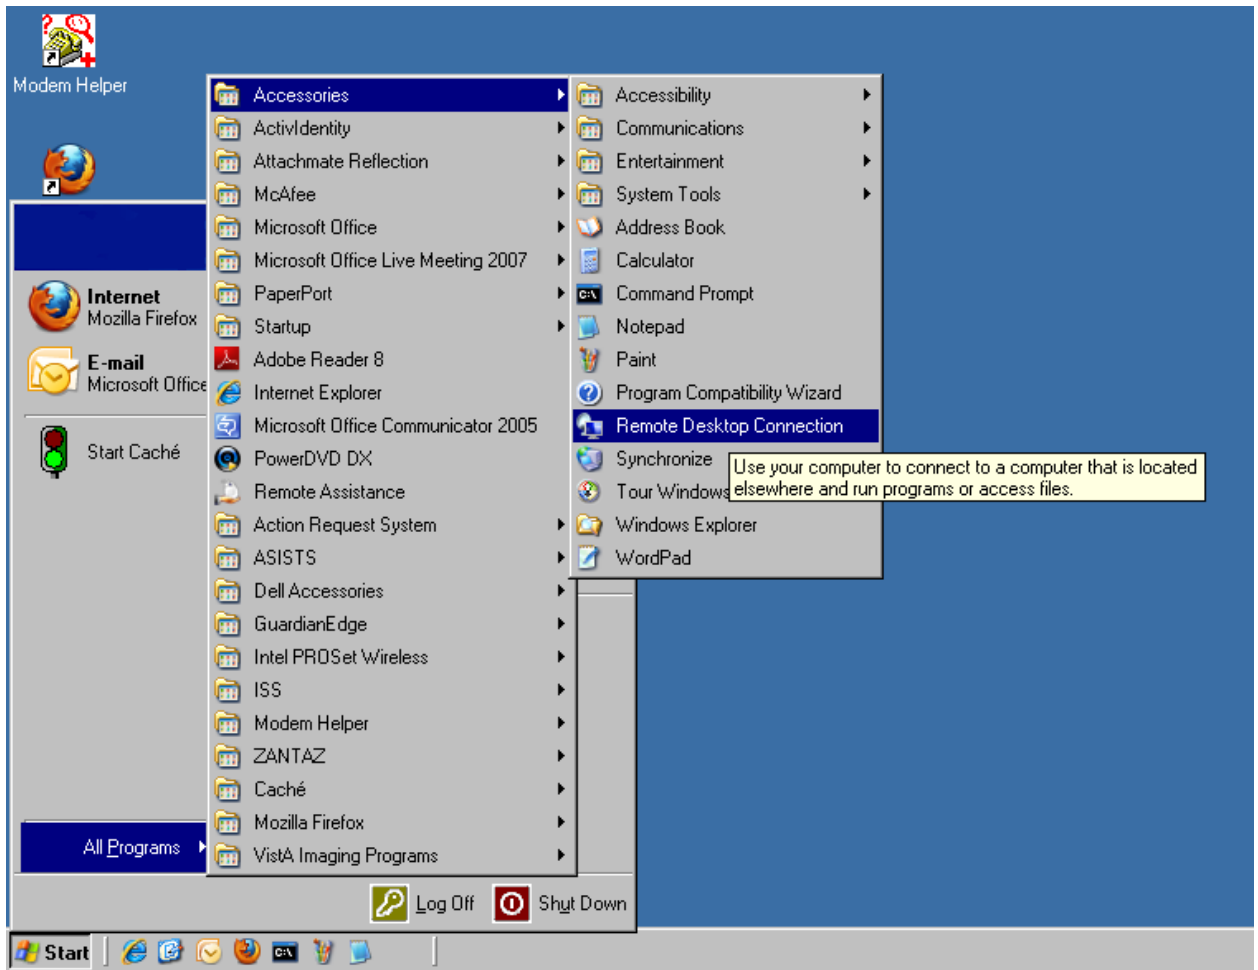 Modem Helper
Internet
Mozilla Firefox
E-mail
Microsoft Office
Start Caché
All Programs
Accessories
ActivIdentity
Attachmate Reflection
McAfee
Microsoft Office
Microsoft Office Live Meeting 2007
PaperPort
Startup
Adobe Reader 8
Internet Explorer
Microsoft Office Communicator 2005
PowerDVD DX
Remote Assistance
Action Request System
ASISTS
Dell Accessories
GuardianEdge
Intel PROSet Wireless
ISS
Modem Helper
ZANTAZ
Caché
Mozilla Firefox
VistA Imaging Programs
Accessibility
Communications
Entertainment
System Tools
Address Book
Calculator
Command Prompt
Notepad
Paint
Program Compatibility Wizard
Remote Desktop Connection
Synchronize
Tour Windows
Windows Explorer
WordPad
Use your computer to connect to a computer that is located
elsewhere and run programs or access files.
Log Off
Shut Down
Start